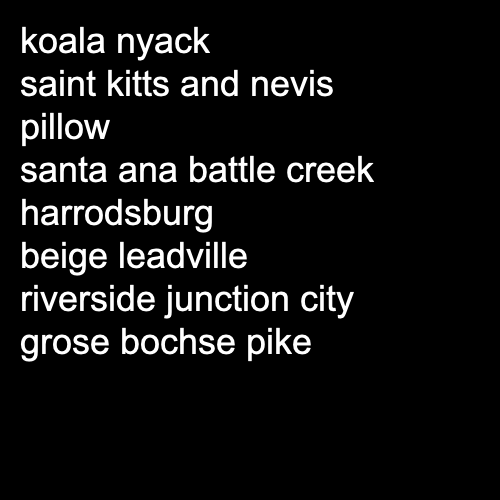 koala nyack
saint kitts and nevis
pillow
santa ana battle creek
harrodsburg
beige leadville
riverside junction city
grose bochse pike